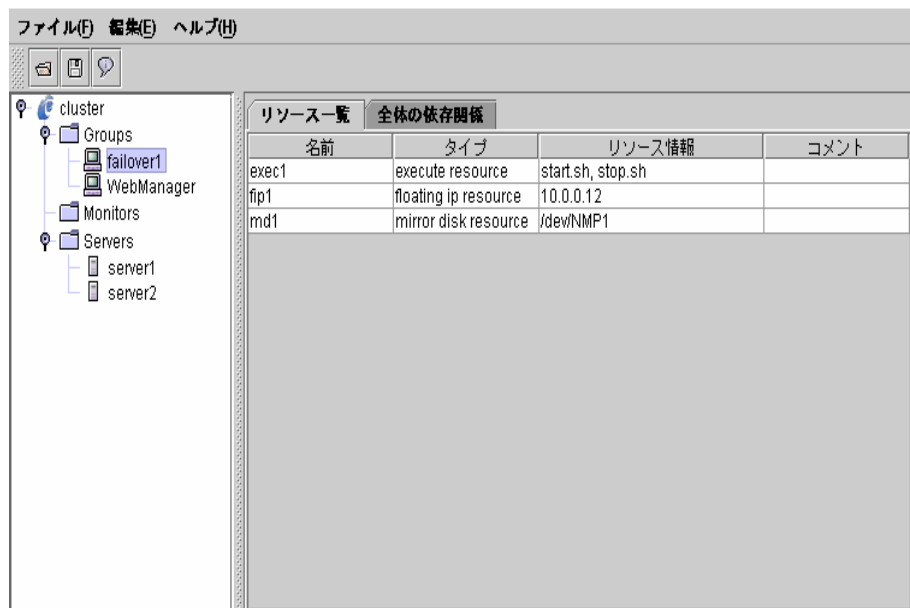 ファイル(F) 編集(E) ヘルプ(H)
cluster
Groups
failover1
WebManager
Monitors
Servers
server1
server2
リソース一覧 全体の依存関係
名前 タイプ リソース情報 コメント
exec1 execute resource start.sh, stop.sh
fip1 floating ip resource 10.0.0.12
md1 mirror disk resource /dev/NMP1